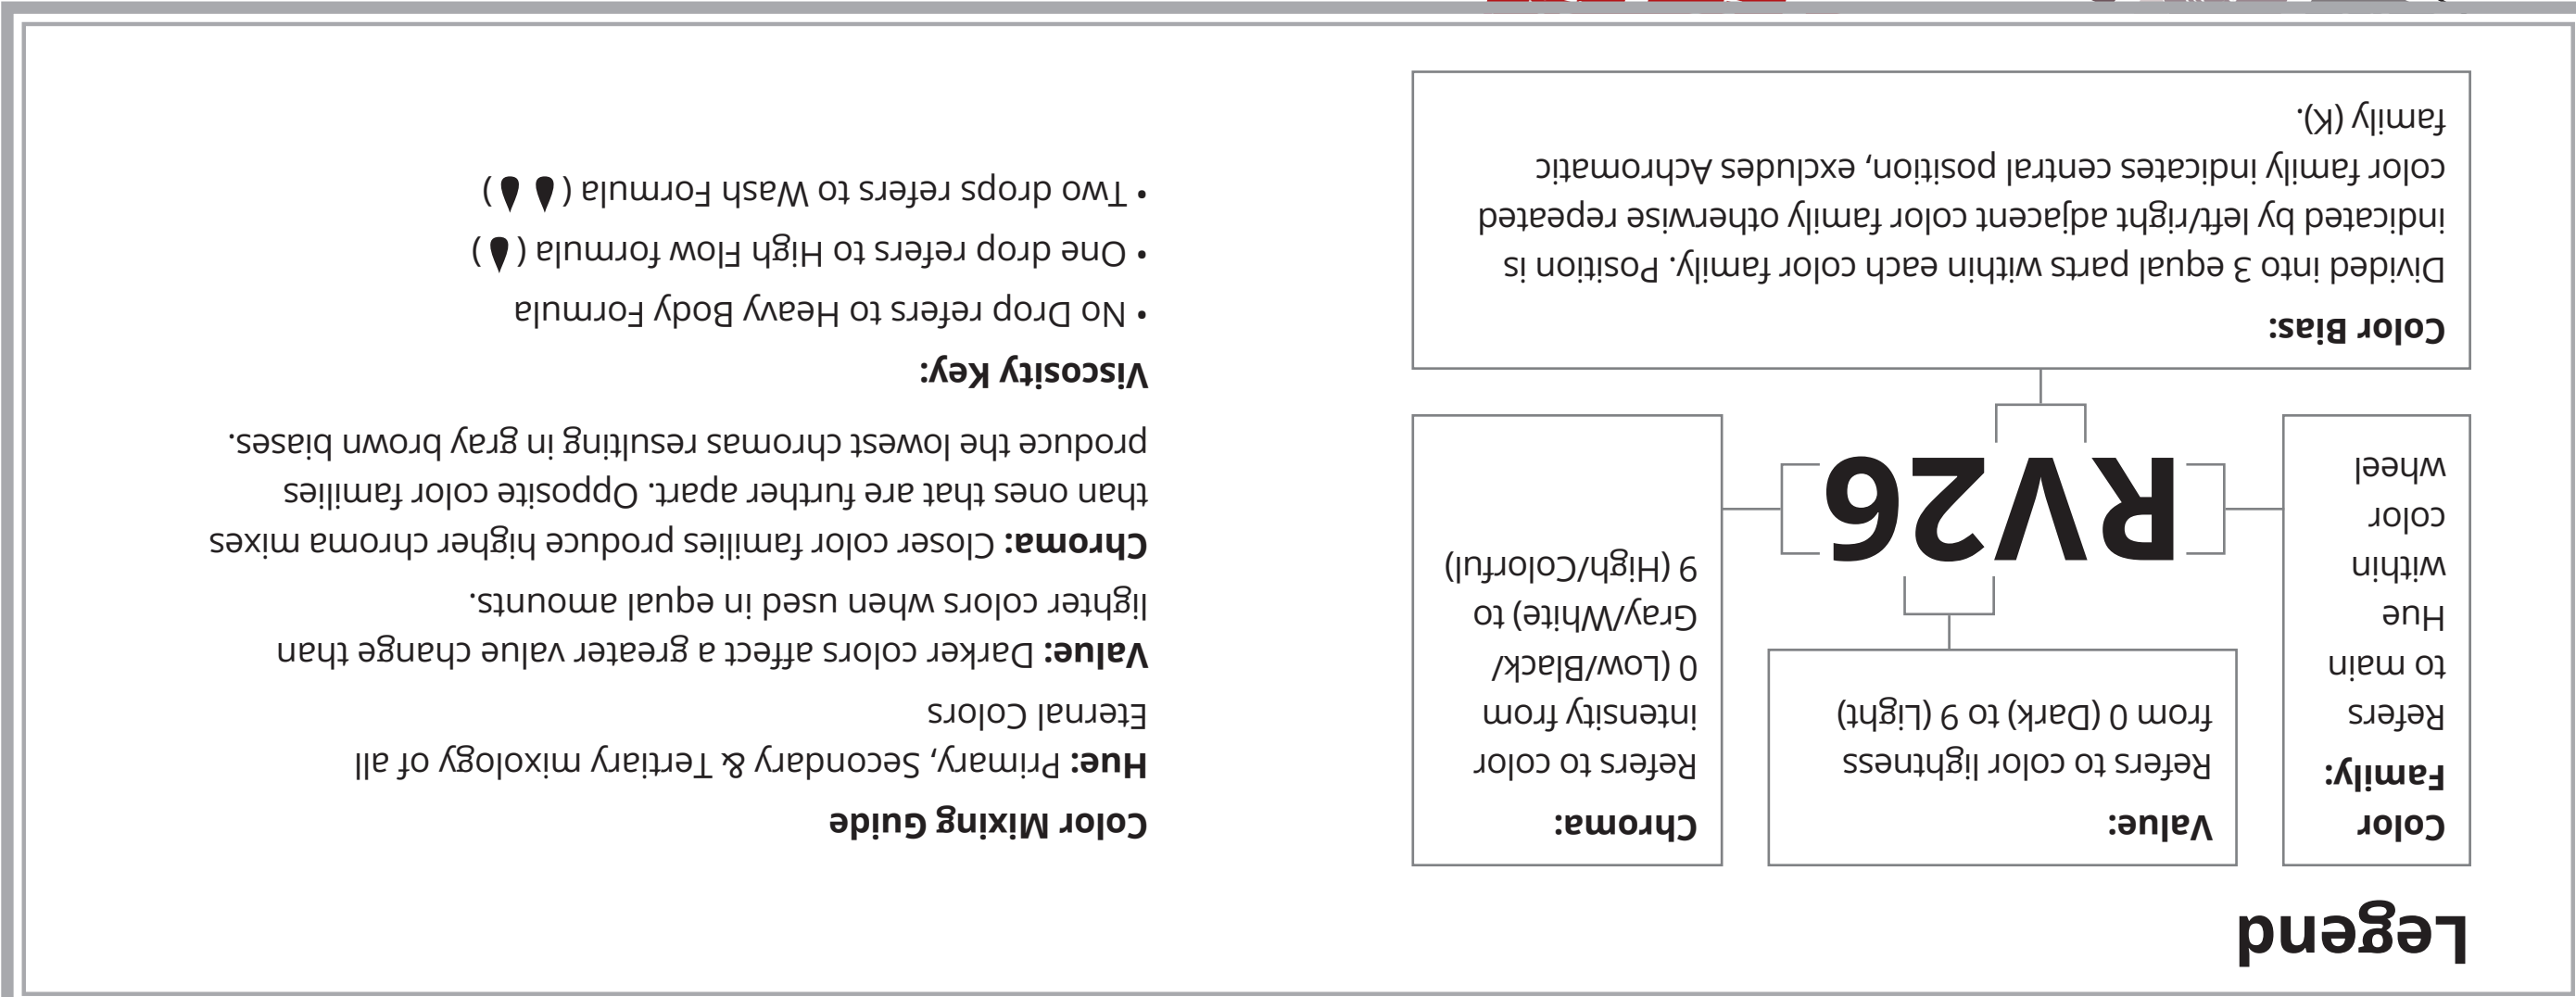 Legend
Color
Family:
Refers
to main
Hue
within
color
wheel
Value:
Refers to color lightness
from 0 (Dark) to 9 (Light)
Chroma:
Refers to color
intensity from
0 (Low/Black/
Gray/White) to
9 (High/Colorful)
RV26
Color Bias:
Divided into 3 equal parts within each color family. Position is
indicated by left/right adjacent color family otherwise repeated
color family indicates central position, excludes Achromatic
family (K).
Color Mixing Guide
Hue: Primary, Secondary & Tertiary mixology of all
Eternal Colors
Value: Darker colors affect a greater value change than
lighter colors when used in equal amounts.
Chroma: Closer color families produce higher chroma mixes
than ones that are further apart. Opposite color families
produce the lowest chromas resulting in gray brown biases.
Viscosity Key:
• No Drop refers to Heavy Body Formula
• One drop refers to High Flow formula ( )
• Two drops refers to Wash Formula ( )